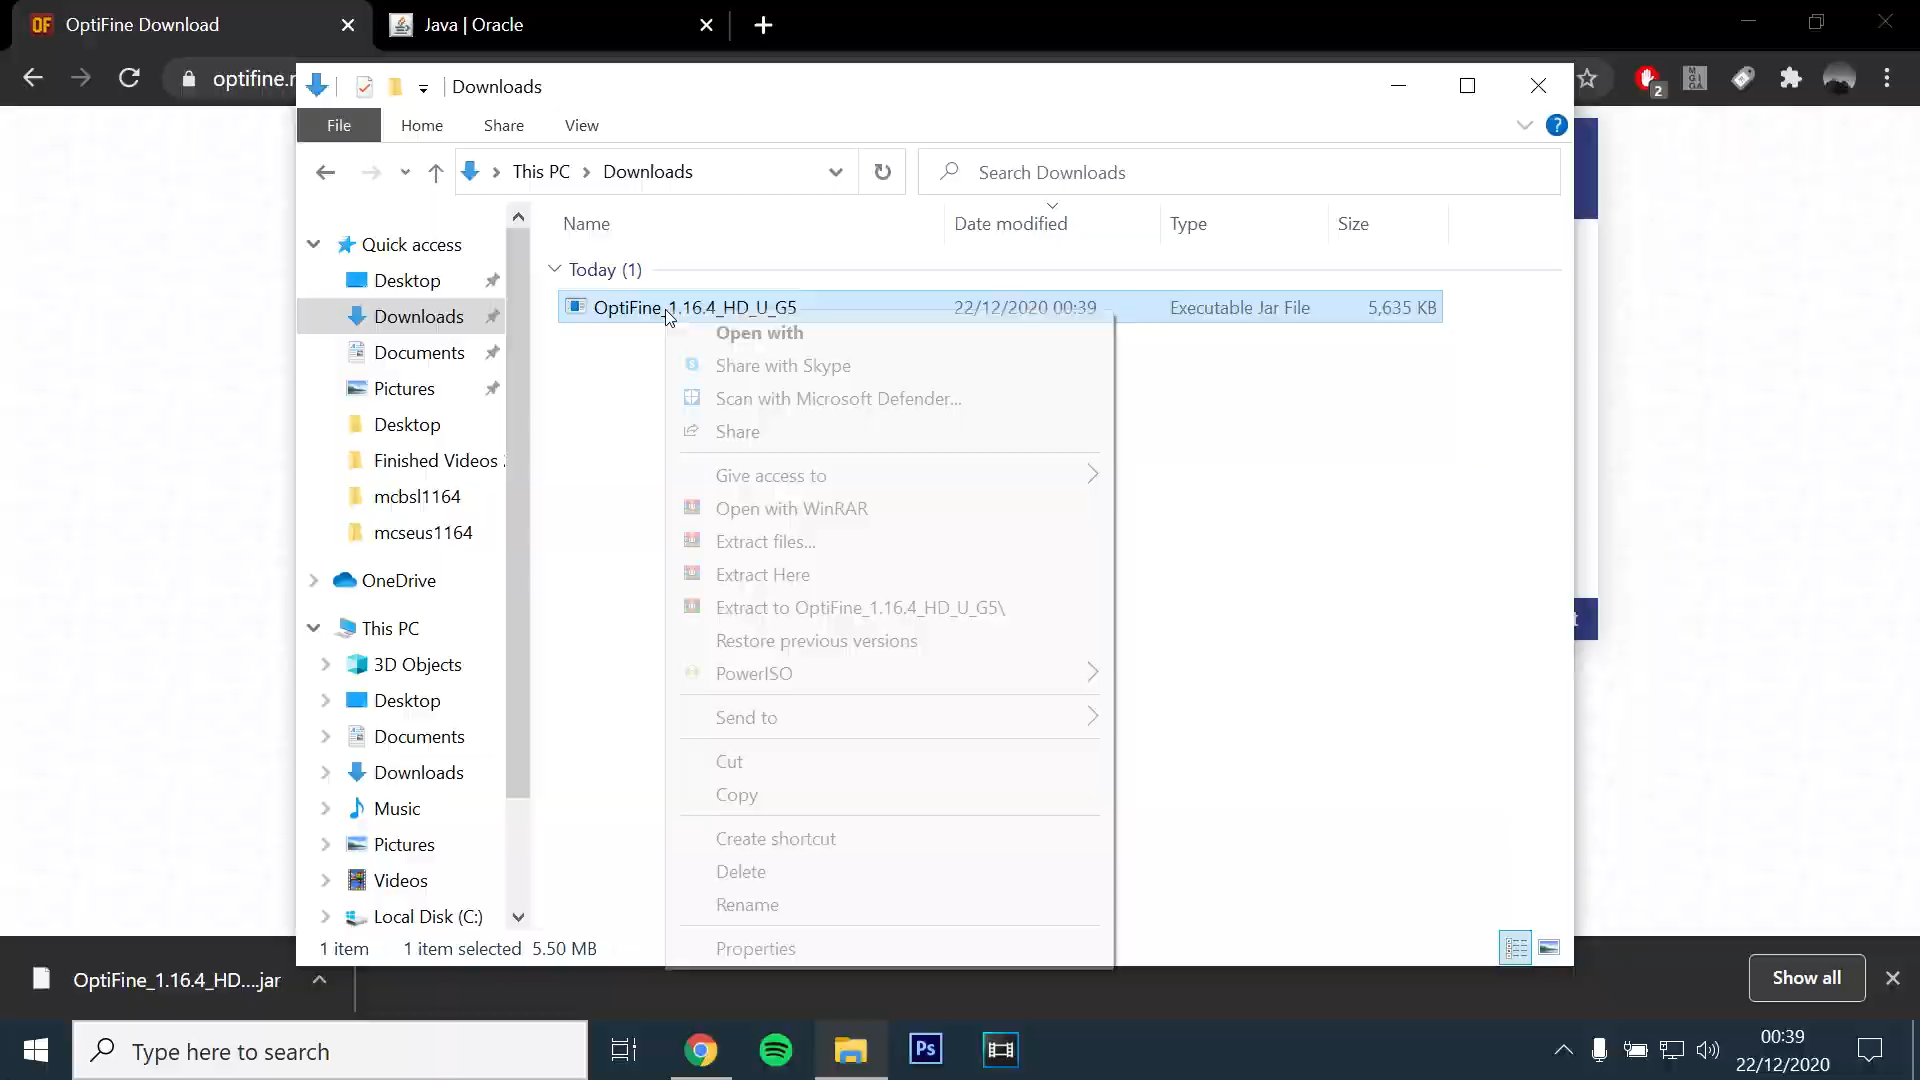 OF OptiFine Download
Java | Oracle
optifine.r
2
Downloads
File Home Share View
?
This PC Downloads
Search Downloads
Name Date modified Type Size
Today (1)
OptiFine_1.16.4_HD_U_G5 22/12/2020 00:39 Executable Jar File 5,635 KB
Quick access
Desktop
Downloads
Documents
Pictures
Desktop
Finished Videos
mcbsl1164
mcseus1164
OneDrive
This PC
3D Objects
Desktop
Documents
Downloads
Music
Pictures
Videos
Local Disk (C:)
Open with
Share with Skype
Scan with Microsoft Defender...
Share
Give access to
Open with WinRAR
Extract files...
Extract Here
Extract to OptiFine_1.16.4_HD_U_G5\
Restore previous versions
PowerISO
Send to
Cut
Copy
Create shortcut
Delete
Rename
Properties
1 item 1 item selected 5.50 MB
OptiFine_1.16.4_HD....jar
Show all
Type here to search
Ps
00:39
22/12/2020